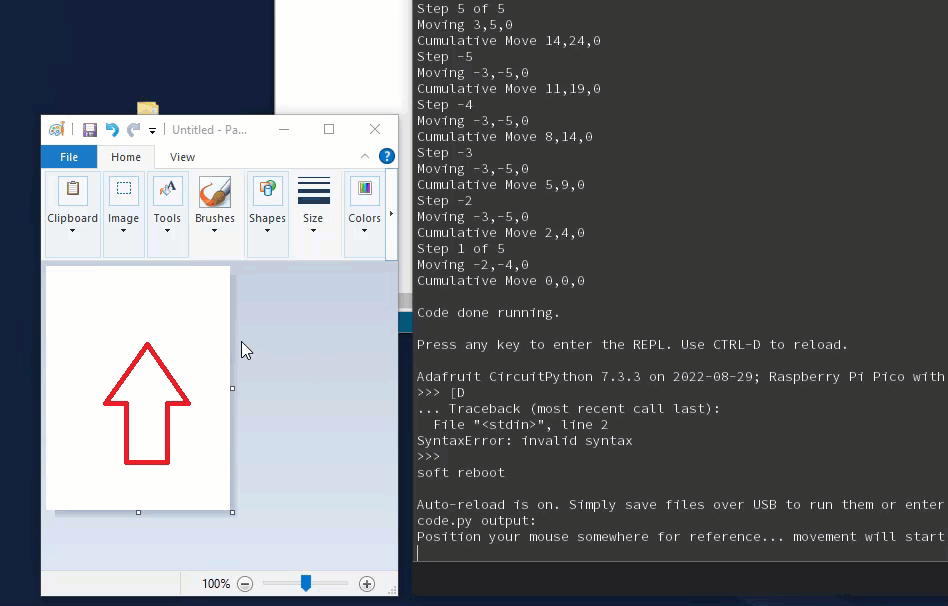 Untitled - Pa...
File Home View
Clipboard Image Tools Brushes Shapes Size Colors
100%
Step 5 of 5
Moving 3,5,0
Cumulative Move 14,24,0
Step -5
Moving -3,-5,0
Cumulative Move 11,19,0
Step -4
Moving -3,-5,0
Cumulative Move 8,14,0
Step -3
Moving -3,-5,0
Cumulative Move 5,9,0
Step -2
Moving -3,-5,0
Cumulative Move 2,4,0
Step 1 of 5
Moving -2,-4,0
Cumulative Move 0,0,0
Code done running.
Press any key to enter the REPL. Use CTRL-D to reload.
Adafruit CircuitPython 7.3.3 on 2022-08-29; Raspberry Pi Pico with
>>> [D
... Traceback (most recent call last):
  File "<stdin>", line 2
SyntaxError: invalid syntax
>>>
soft reboot
Auto-reload is on. Simply save files over USB to run them or enter
code.py output:
Position your mouse somewhere for reference... movement will start